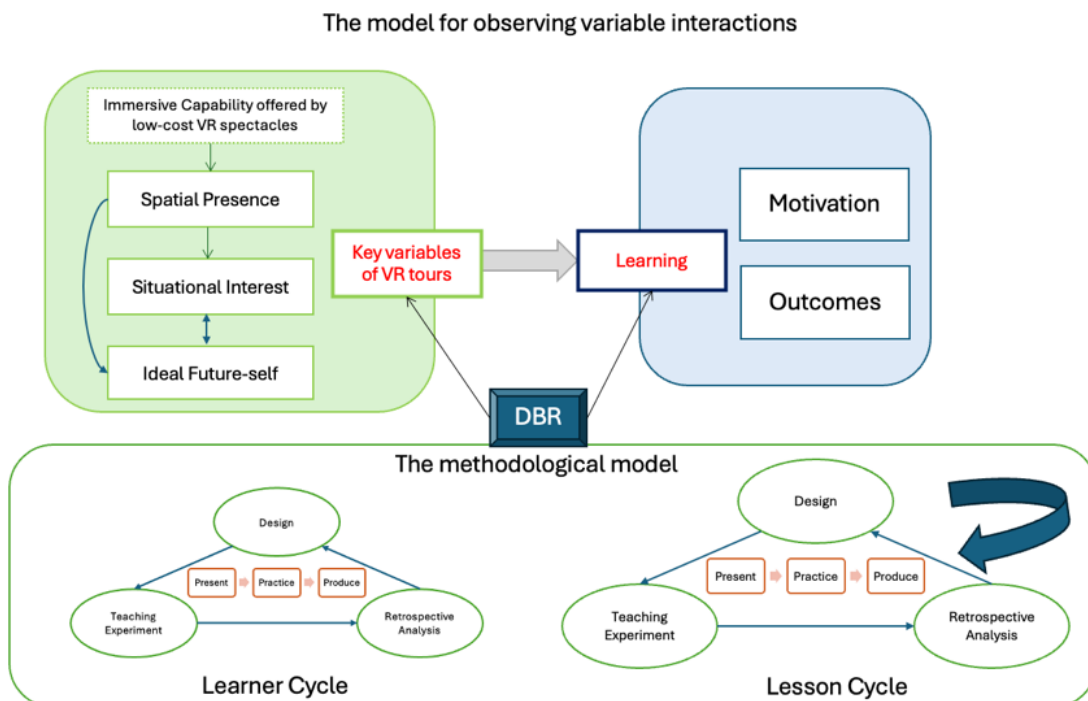 The model for observing variable interactions
Immersive Capability offered by
low-cost VR spectacles
Spatial Presence
Situational Interest
Ideal Future-self
Key variables
of VR tours
Learning
Motivation
Outcomes
DBR
The methodological model
Design
Present
Practice
Produce
Teaching
Experiment
Retrospective
Analysis
Learner Cycle
Design
Present
Practice
Produce
Teaching
Experiment
Retrospective
Analysis
Lesson Cycle